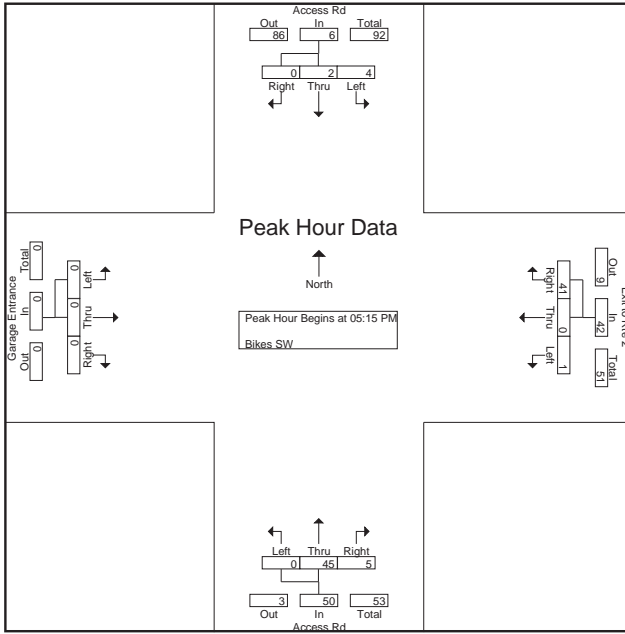 Access Rd
Out In Total
86 6 92
0 2 4
Right Thru Left
Peak Hour Data
North
Peak Hour Begins at 05:15 PM
Bikes SW
Garage Entrance
Out In Total
0 0 0
Right Thru Left
0 0 0
Out In Total
9 42 51
Right Thru Left
41 0 1
Left Thru Right
0 45 5
3 50 53
Out In Total
Access Rd